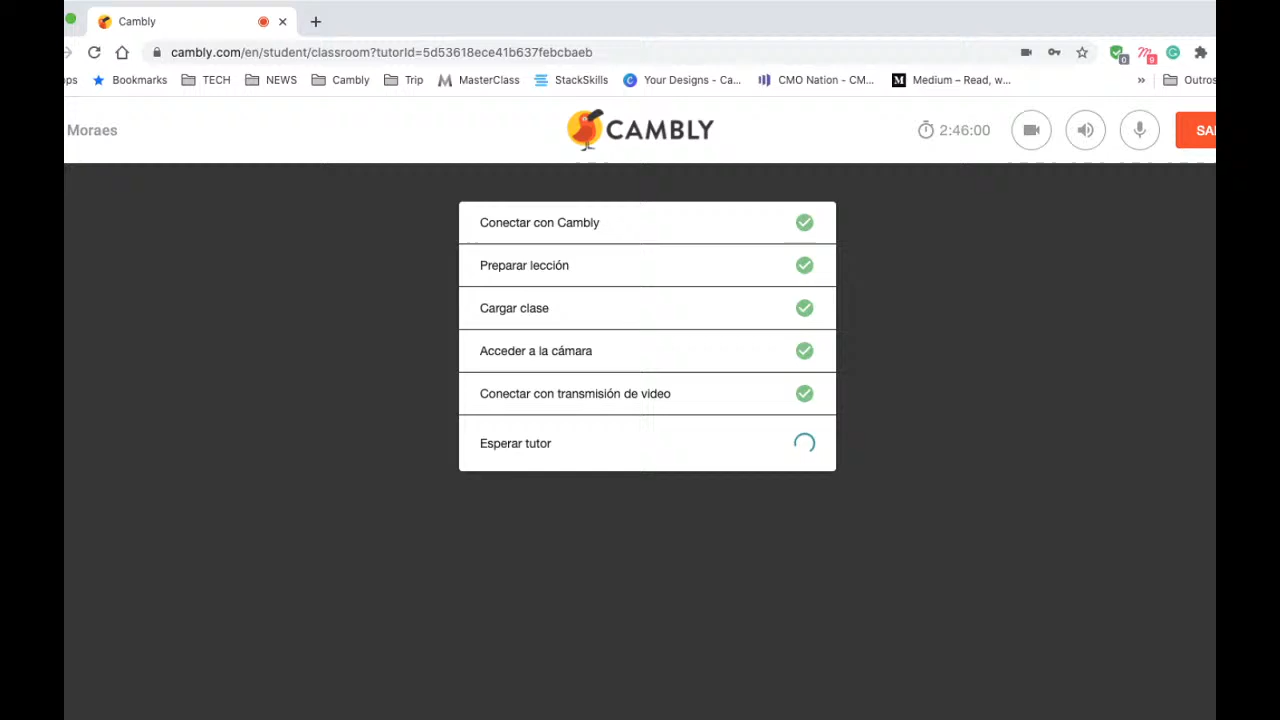 Cambly
cambly.com/en/student/classroom?tutorId=5d53618ece41b637febcbaeb
0
9
ps Bookmarks TECH NEWS Cambly Trip MasterClass StackSkills Your Designs - Ca... CMO Nation - CM... Medium – Read, w... » Outros
Moraes
CAMBLY
2:46:00
SA
Conectar con Cambly
Preparar lección
Cargar clase
Acceder a la cámara
Conectar con transmisión de video
Esperar tutor